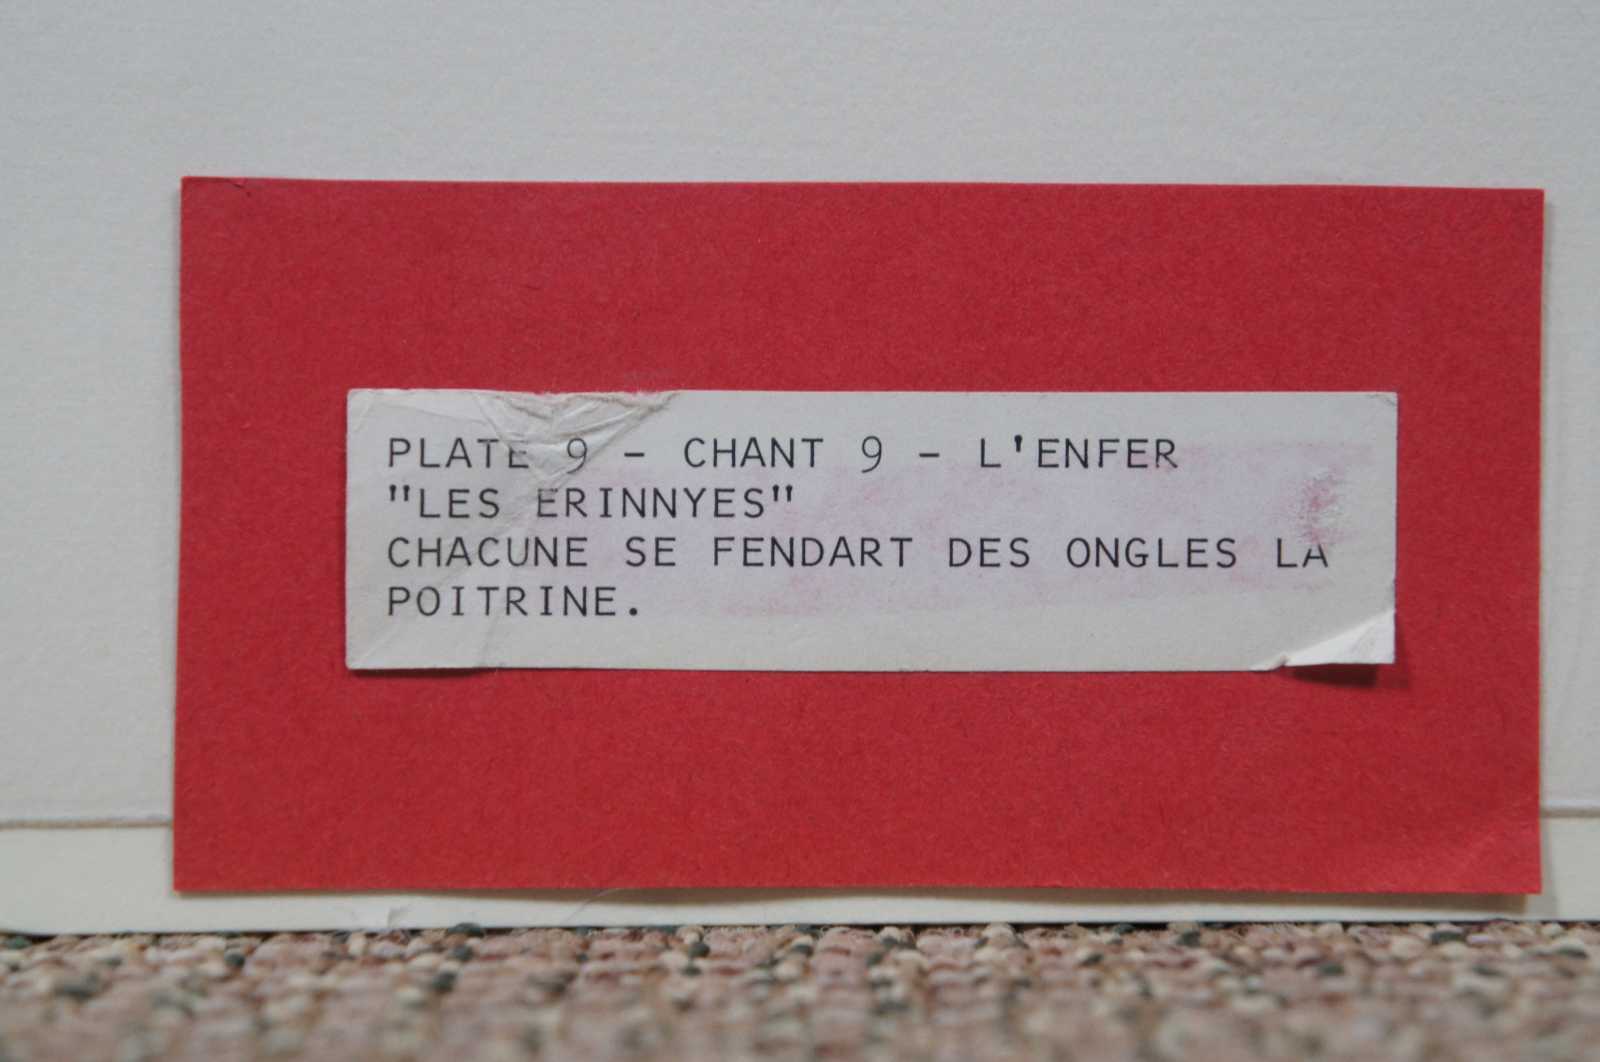 PLATE 9 - CHANT 9 - L'ENFER
"LES ERINNYES"
CHACUNE SE FENDART DES ONGLES LA
POITRINE.